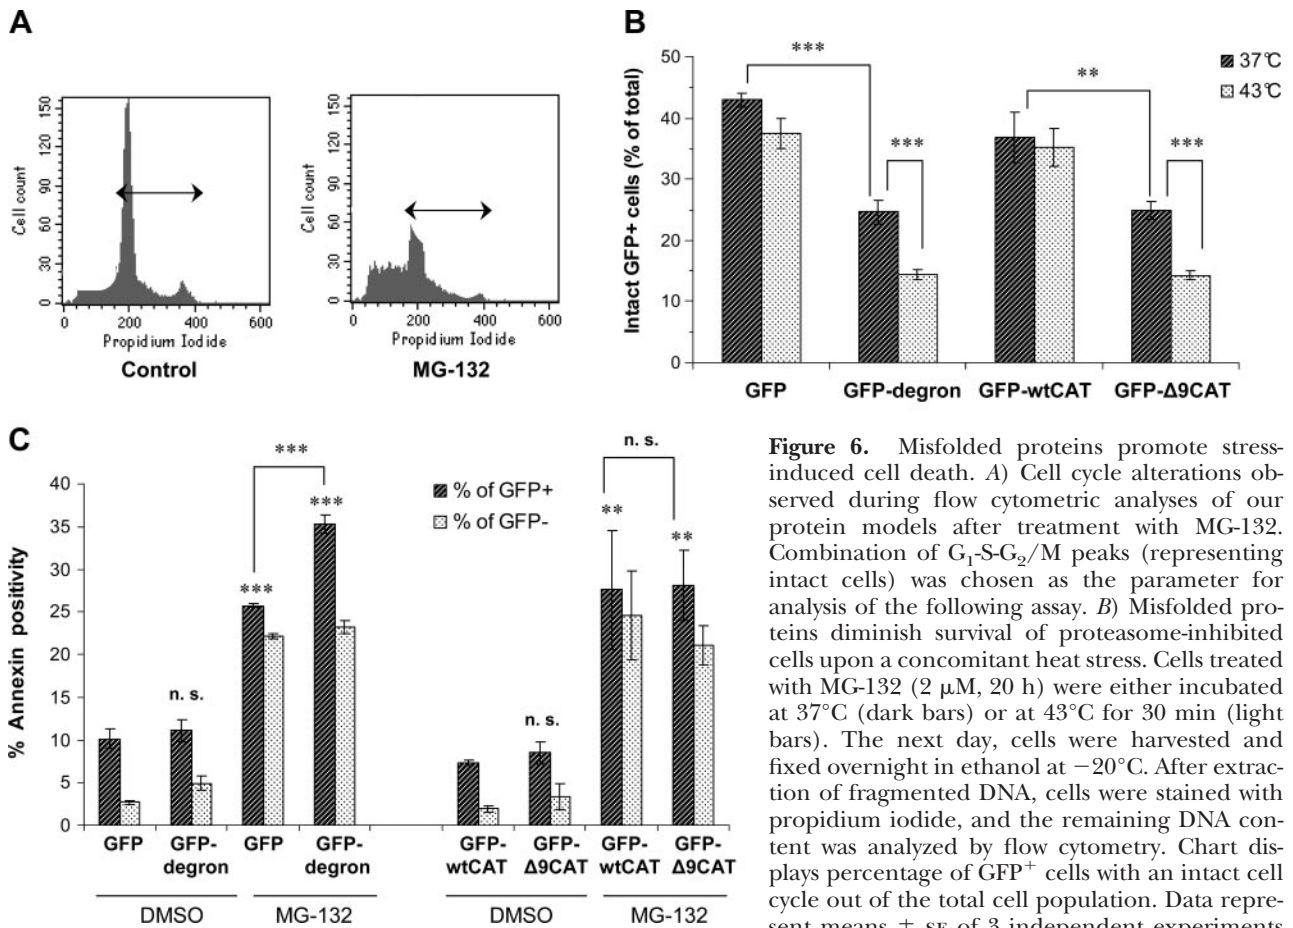 A
150
120
90
60
30
0
Cell count
0 200 400 600
Propidium Iodide
Control
150
120
90
60
30
0
Cell count
0 200 400 600
Propidium Iodide
MG-132
B
Intact GFP+ cells (% of total)
50
40
30
20
10
0
***
***
**
***
37°C
43°C
GFP GFP-degron GFP-wtCAT GFP-Δ9CAT
C
% Annexin positivity
40
35
30
25
20
15
10
5
0
% of GFP+
% of GFP-
n. s.
***
***
***
n. s.
n. s.
**
**
GFP GFP-degron GFP GFP-degron
GFP-wtCAT GFP-Δ9CAT GFP-wtCAT GFP-Δ9CAT
DMSO MG-132 DMSO MG-132
Figure 6. Misfolded proteins promote stress-
induced cell death. A) Cell cycle alterations ob-
served during flow cytometric analyses of our
protein models after treatment with MG-132.
Combination of G₁-S-G₂/M peaks (representing
intact cells) was chosen as the parameter for
analysis of the following assay. B) Misfolded pro-
teins diminish survival of proteasome-inhibited
cells upon a concomitant heat stress. Cells treated
with MG-132 (2 μM, 20 h) were either incubated
at 37°C (dark bars) or at 43°C for 30 min (light
bars). The next day, cells were harvested and
fixed overnight in ethanol at −20°C. After extrac-
tion of fragmented DNA, cells were stained with
propidium iodide, and the remaining DNA con-
tent was analyzed by flow cytometry. Chart dis-
plays percentage of GFP⁺ cells with an intact cell
cycle out of the total cell population. Data repre-
sent means ± SE of 3 independent experiments